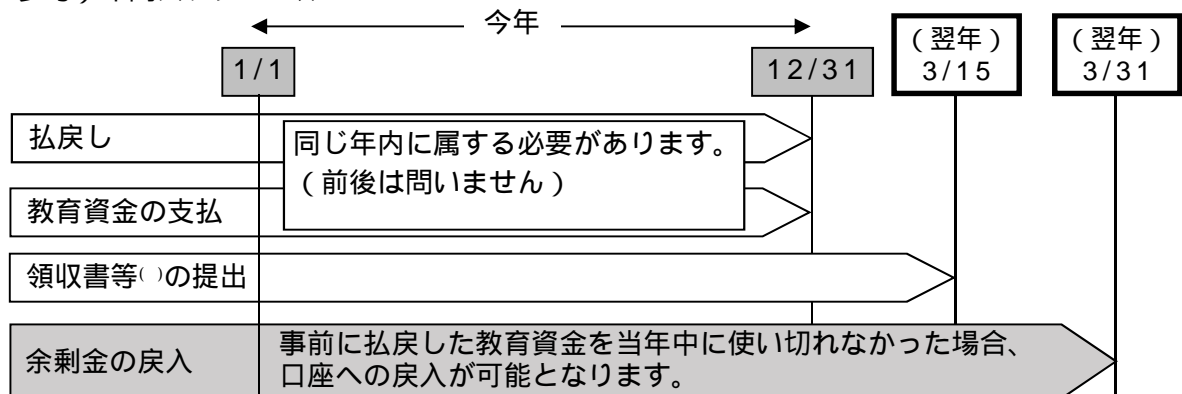 今年
1/1
12/31
(翌年)
3/15
(翌年)
3/31
払戻し
同じ年内に属する必要があります。
(前後は問いません)
教育資金の支払
領収書等( )の提出
余剰金の戻入
事前に払戻した教育資金を当年中に使い切れなかった場合、
口座への戻入が可能となります。